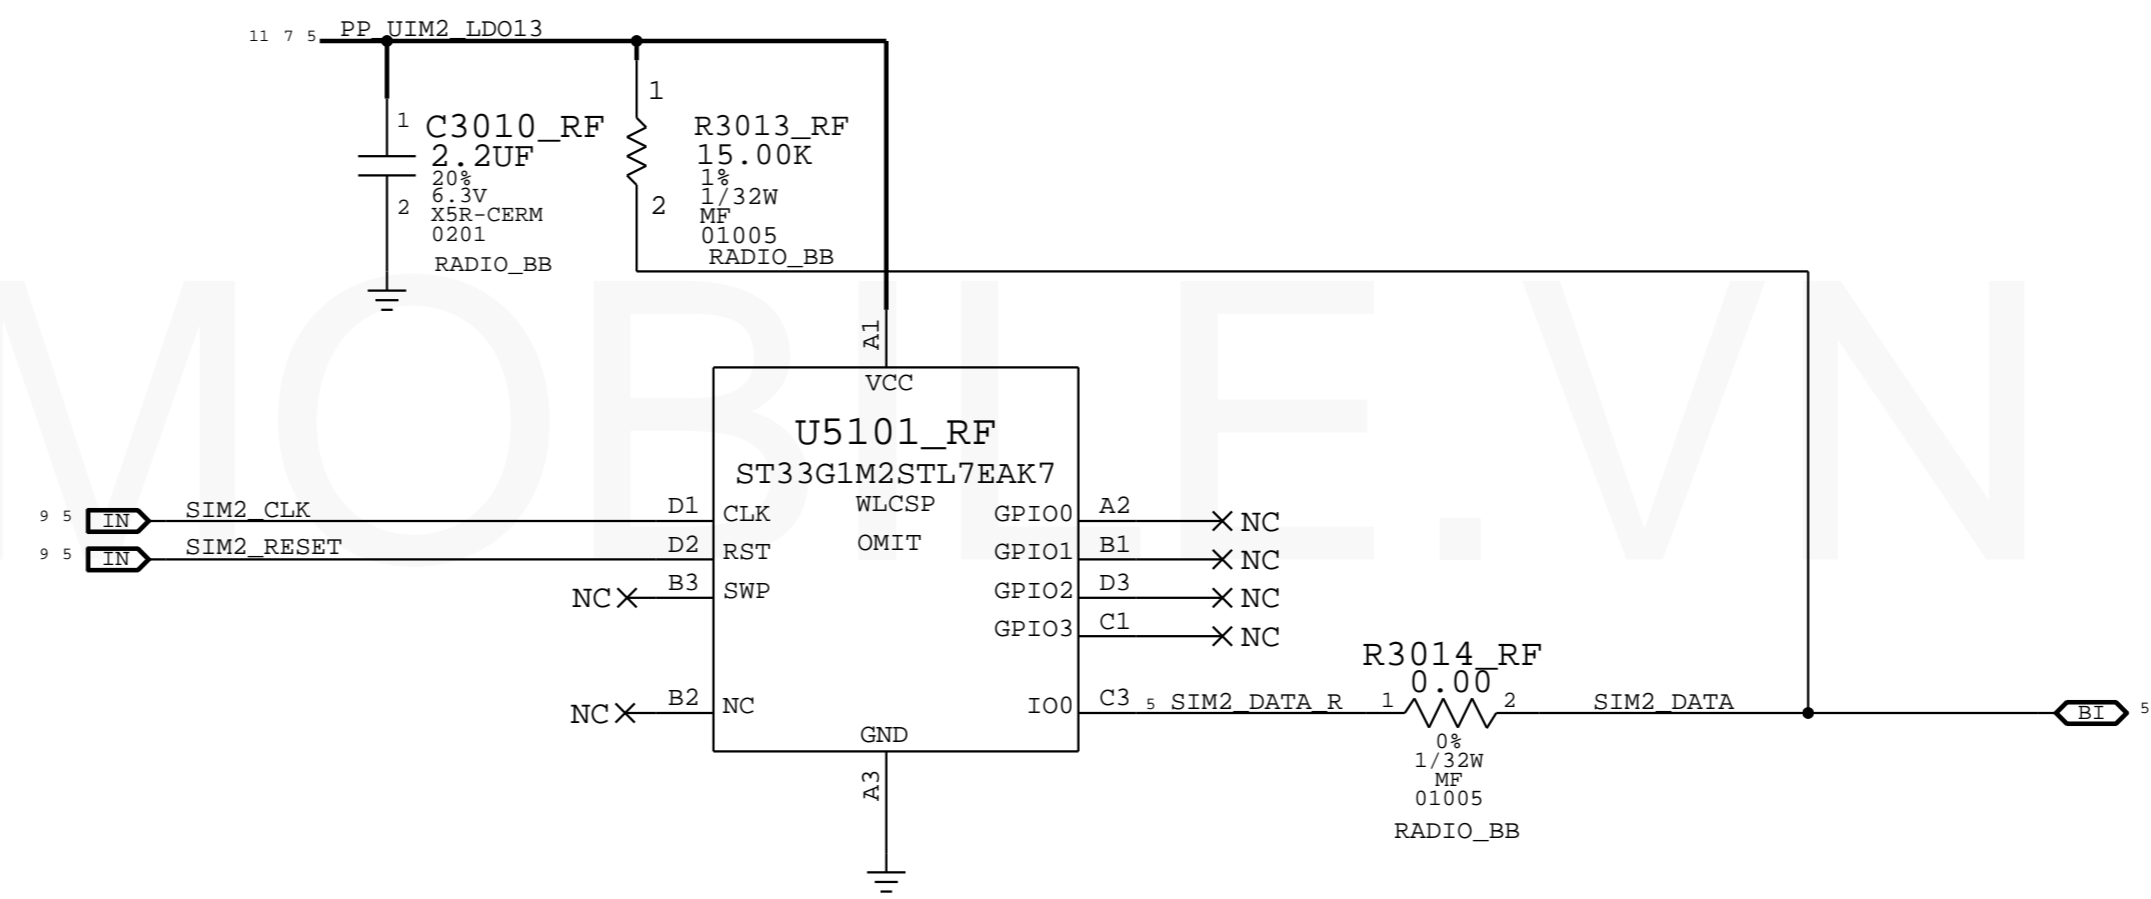 11 7 5 PP_UIM2_LDO13
1
C3010_RF
2.2UF
20%
6.3V
X5R-CERM
0201
RADIO_BB
2
1
R3013_RF
15.00K
1%
1/32W
MF
01005
RADIO_BB
2
MOBILE.VN
A1
VCC
U5101_RF
ST33G1M2STL7EAK7
WLCSP
OMIT
9 5 IN SIM2_CLK D1 CLK
GPIO0 A2 NC
9 5 IN SIM2_RESET D2 RST
GPIO1 B1 NC
NC B3 SWP
GPIO2 D3 NC
GPIO3 C1 NC
NC B2 NC
IO0 C3 5 SIM2_DATA_R 1
R3014_RF
0.00
2 SIM2_DATA BI 5
0%
1/32W
MF
01005
RADIO_BB
GND
A3